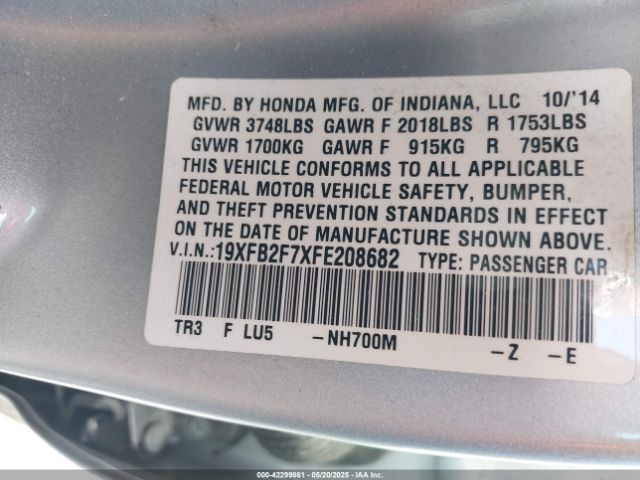 MFD. BY HONDA MFG. OF INDIANA, LLC 10/'14
GVWR 3748LBS GAWR F 2018LBS R 1753LBS
GVWR 1700KG GAWR F 915KG R 795KG
THIS VEHICLE CONFORMS TO ALL APPLICABLE
FEDERAL MOTOR VEHICLE SAFETY, BUMPER,
AND THEFT PREVENTION STANDARDS IN EFFECT
ON THE DATE OF MANUFACTURE SHOWN ABOVE.
V.I.N.:19XFB2F7XFE208682 TYPE: PASSENGER CAR
TR3 F LU5 -NH700M -Z -E
000-42299861 - 05/20/2025 - IAA Inc.